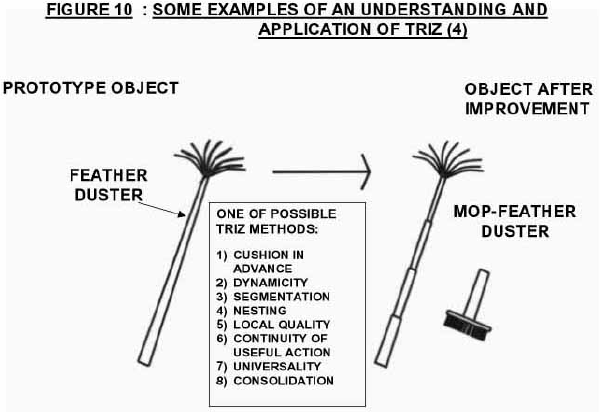 FIGURE 10 : SOME EXAMPLES OF AN UNDERSTANDING AND
APPLICATION OF TRIZ (4)
PROTOTYPE OBJECT
OBJECT AFTER
IMPROVEMENT
FEATHER
DUSTER
ONE OF POSSIBLE
TRIZ METHODS:
1) CUSHION IN
ADVANCE
2) DYNAMICITY
3) SEGMENTATION
4) NESTING
5) LOCAL QUALITY
6) CONTINUITY OF
USEFUL ACTION
7) UNIVERSALITY
8) CONSOLIDATION
MOP-FEATHER
DUSTER